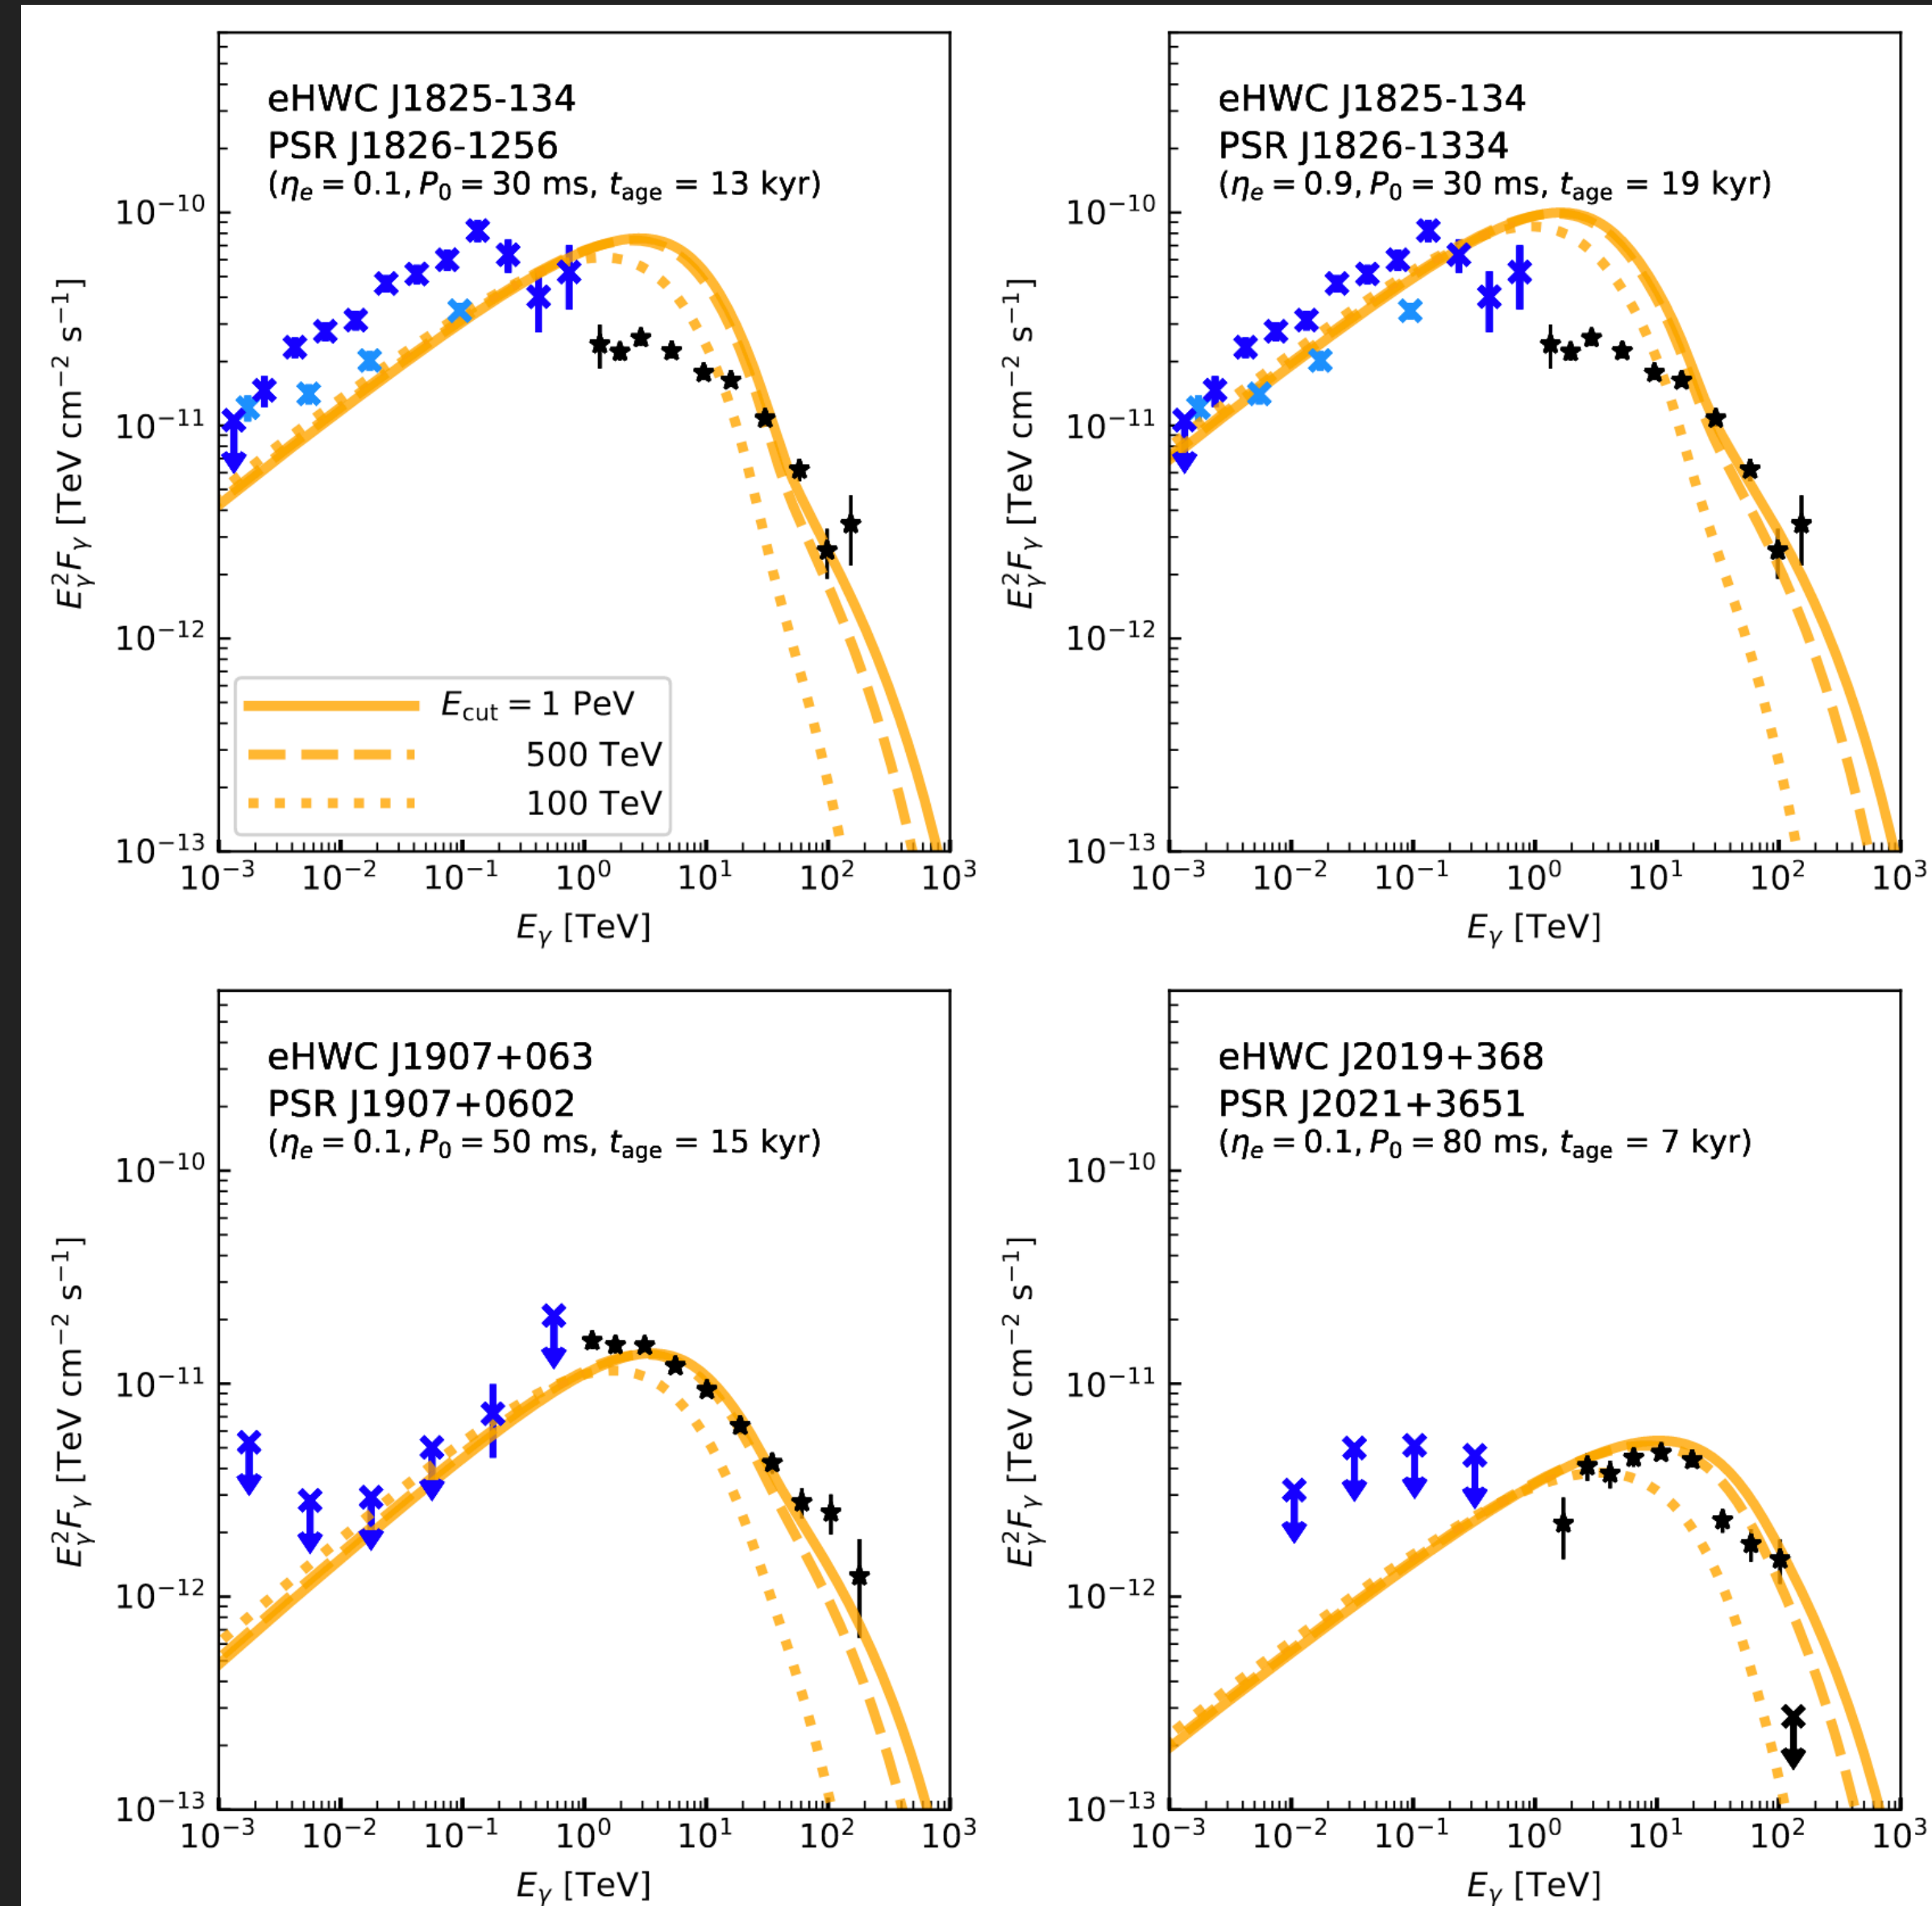 eHWC J1825-134
PSR J1826-1256
(ηe = 0.1, P0 = 30 ms, tage = 13 kyr)
10−10
10−11
10−12
10−13
E²γFγ [TeV cm−2 s−1]
Ecut = 1 PeV
500 TeV
100 TeV
10−3 10−2 10−1 100 101 102 103
Eγ [TeV]
eHWC J1825-134
PSR J1826-1334
(ηe = 0.9, P0 = 30 ms, tage = 19 kyr)
10−10
10−11
10−12
10−13
E²γFγ [TeV cm−2 s−1]
10−3 10−2 10−1 100 101 102 103
Eγ [TeV]
eHWC J1907+063
PSR J1907+0602
(ηe = 0.1, P0 = 50 ms, tage = 15 kyr)
10−10
10−11
10−12
10−13
E²γFγ [TeV cm−2 s−1]
10−3 10−2 10−1 100 101 102 103
Eγ [TeV]
eHWC J2019+368
PSR J2021+3651
(ηe = 0.1, P0 = 80 ms, tage = 7 kyr)
10−10
10−11
10−12
10−13
E²γFγ [TeV cm−2 s−1]
10−3 10−2 10−1 100 101 102 103
Eγ [TeV]